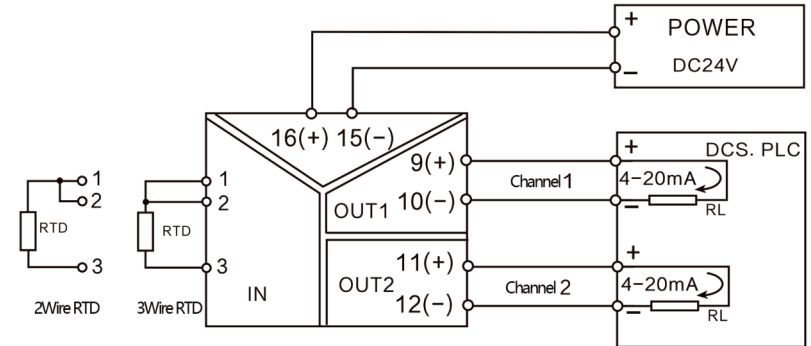 + POWER
− DC24V
16(+) 15(−)
+ DCS. PLC
9(+) Channel 1 4−20mA
1 1
2 2
RTD RTD
OUT1 10(−) − RL
3 3
11(+) +
IN OUT2 Channel 2 4−20mA
12(−) − RL
2Wire RTD 3Wire RTD